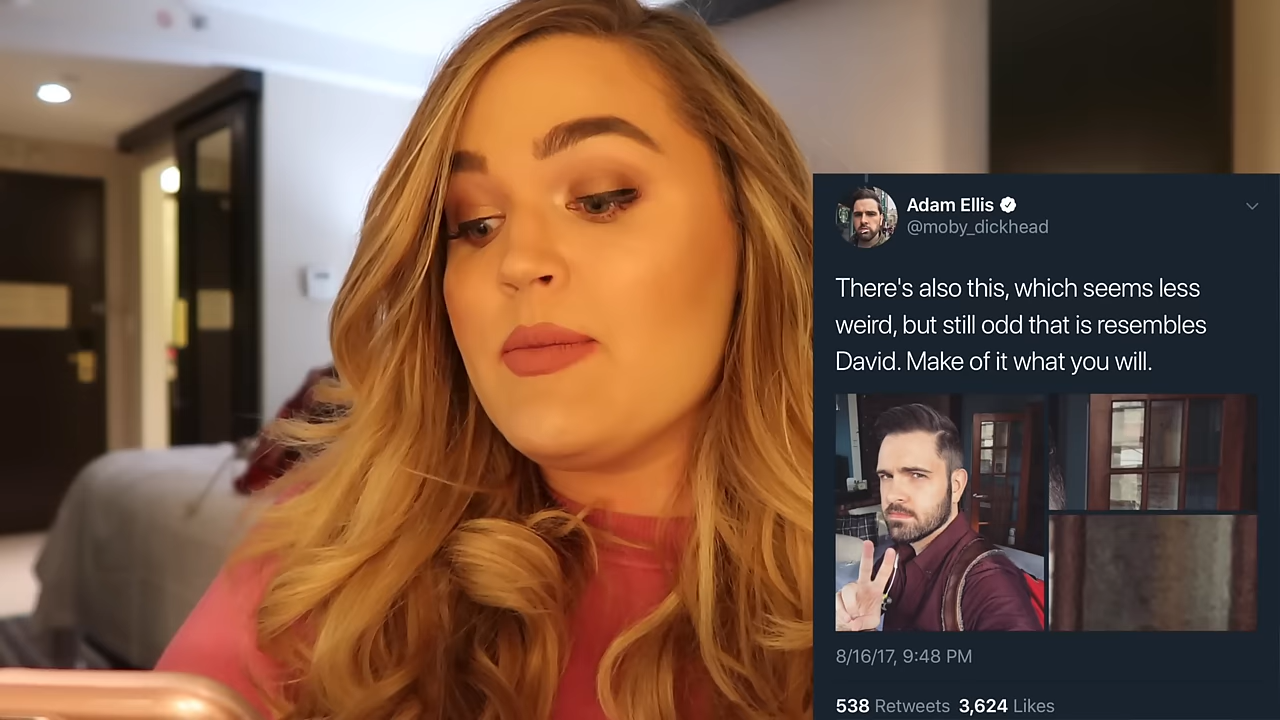 Adam Ellis
@moby_dickhead
There's also this, which seems less
weird, but still odd that is resembles
David. Make of it what you will.
8/16/17, 9:48 PM
538 Retweets 3,624 Likes